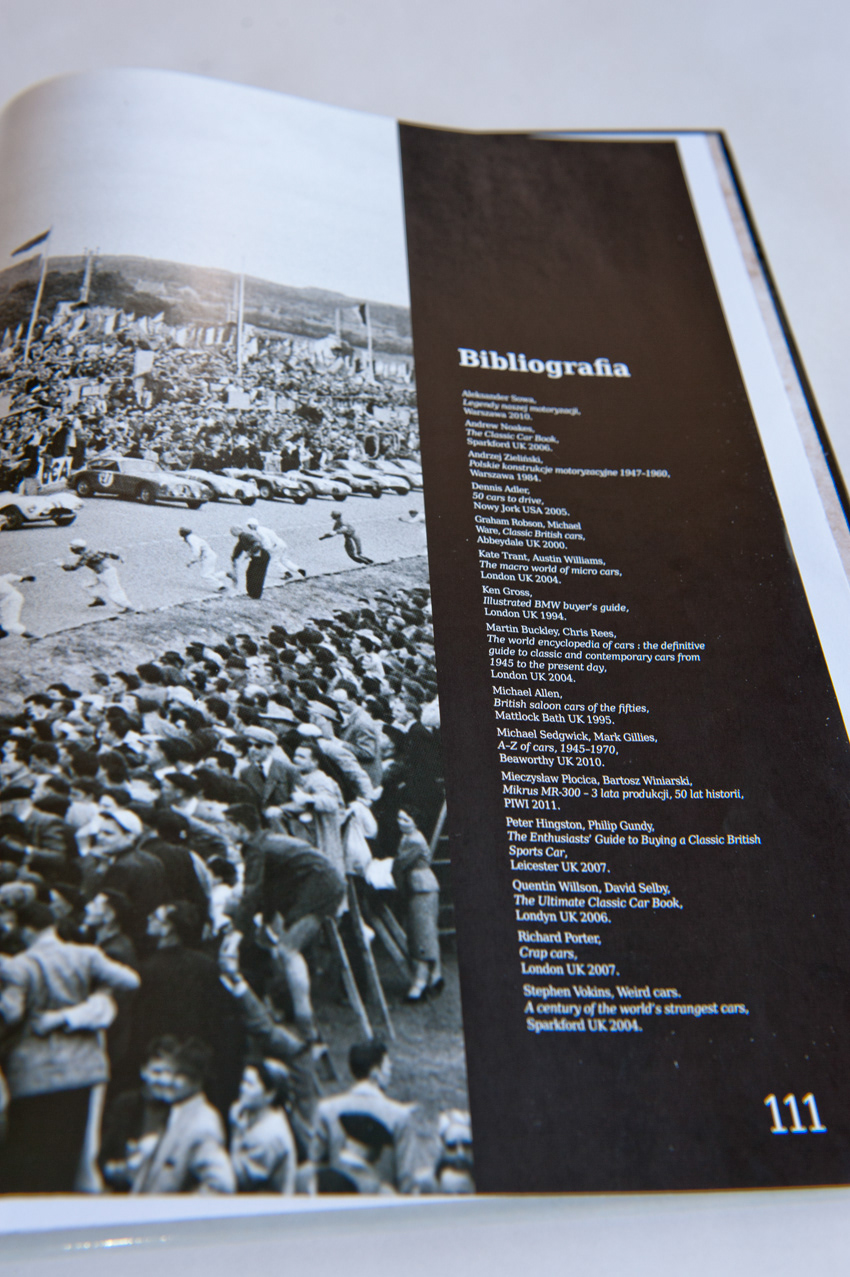 Bibliografia
Aleksander Sowa,
Legendy naszej motoryzacji,
Warszawa 2010.
Andrew Noakes,
The Classic Car Book,
Sparkford UK 2006.
Andrzej Zieliński,
Polskie konstrukcje motoryzacyjne 1947–1960,
Warszawa 1984.
Dennis Adler,
50 cars to drive,
Nowy Jork USA 2005.
Graham Robson, Michael
Ware, Classic British cars,
Abbeydale UK 2000.
Kate Trant, Austin Williams,
The macro world of micro cars,
London UK 2004.
Ken Gross,
Illustrated BMW buyer's guide,
London UK 1994.
Martin Buckley, Chris Rees,
The world encyclopedia of cars : the definitive
guide to classic and contemporary cars from
1945 to the present day,
London UK 2004.
Michael Allen,
British saloon cars of the fifties,
Mattlock Bath UK 1995.
Michael Sedgwick, Mark Gillies,
A–Z of cars, 1945–1970,
Beaworthy UK 2010.
Mieczysław Płocica, Bartosz Winiarski,
Mikrus MR-300 – 3 lata produkcji, 50 lat historii,
PIWI 2011.
Peter Hingston, Philip Gundy,
The Enthusiasts' Guide to Buying a Classic British
Sports Car,
Leicester UK 2007.
Quentin Willson, David Selby,
The Ultimate Classic Car Book,
Londyn UK 2006.
Richard Porter,
Crap cars,
London UK 2007.
Stephen Vokins, Weird cars.
A century of the world's strangest cars,
Sparkford UK 2004.
111